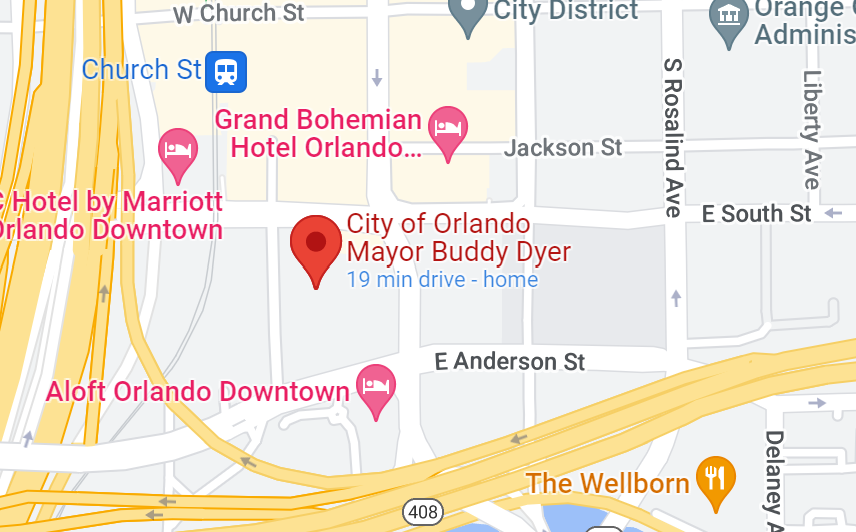 W Church St
City District
Orange C
Adminis
Church St
S Rosalind Ave
Liberty Ave
Grand Bohemian
Hotel Orlando...
Jackson St
C Hotel by Marriott
Orlando Downtown
E South St
City of Orlando
Mayor Buddy Dyer
19 min drive - home
E Anderson St
Aloft Orlando Downtown
Delaney A
The Wellborn
408